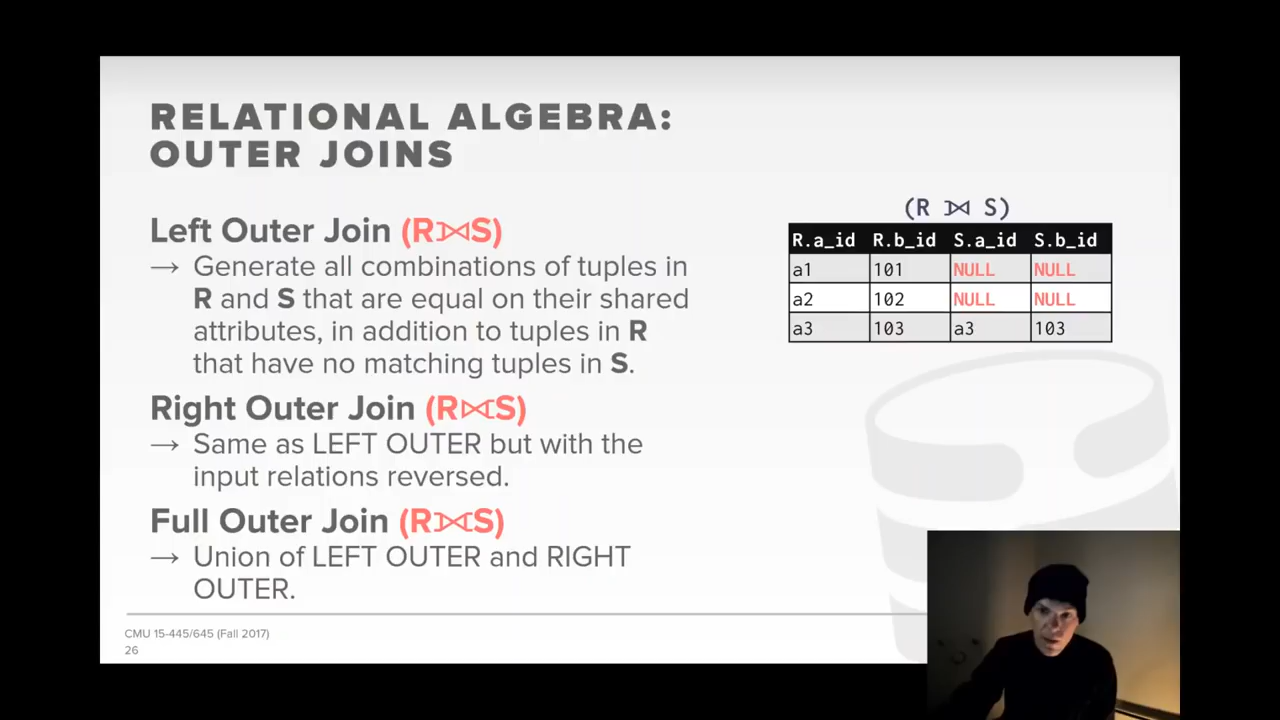 RELATIONAL ALGEBRA:
OUTER JOINS
Left Outer Join (R⟕S)
→ Generate all combinations of tuples in
R and S that are equal on their shared
attributes, in addition to tuples in R
that have no matching tuples in S.
Right Outer Join (R⟖S)
→ Same as LEFT OUTER but with the
input relations reversed.
Full Outer Join (R⟗S)
→ Union of LEFT OUTER and RIGHT
OUTER.
(R ⟕ S)
R.a_id R.b_id S.a_id S.b_id
a1 101 NULL NULL
a2 102 NULL NULL
a3 103 a3 103
CMU 15-445/645 (Fall 2017)
26